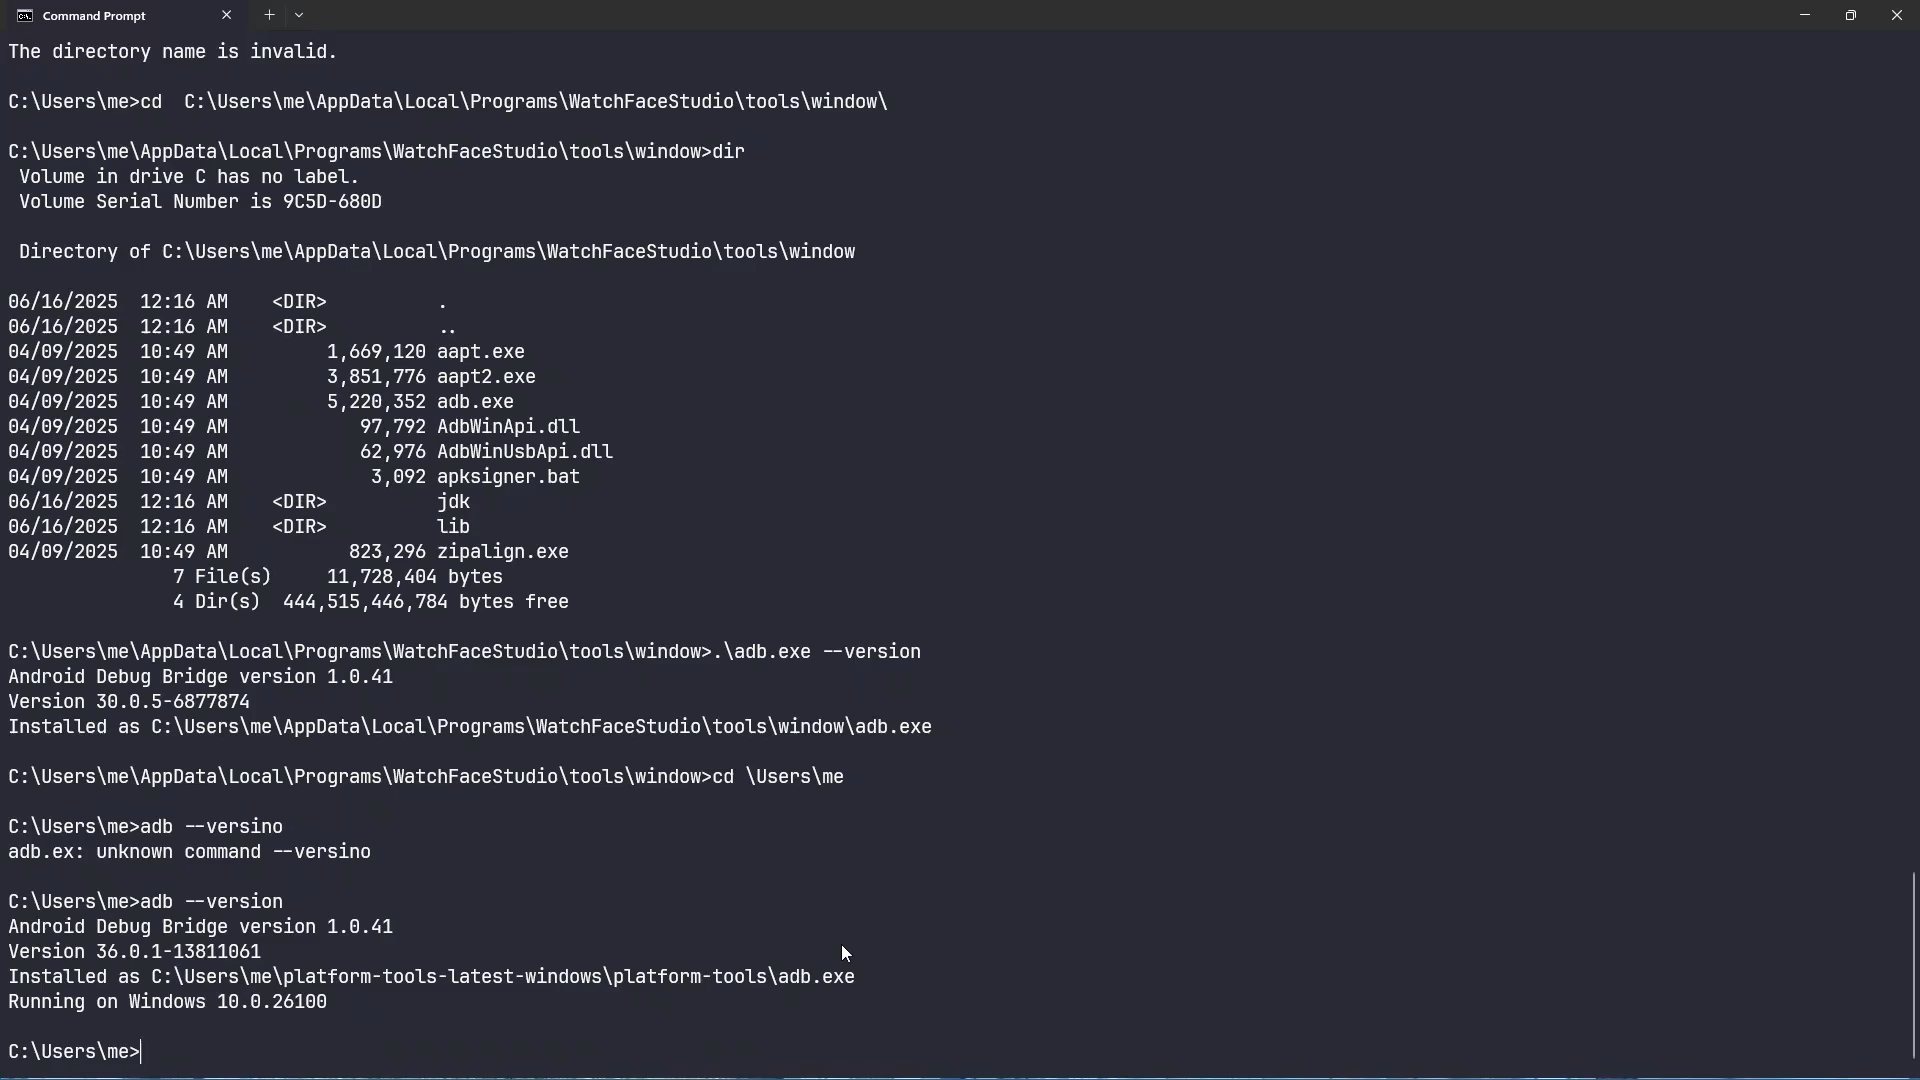 Command Prompt
The directory name is invalid.
C:\Users\me>cd  C:\Users\me\AppData\Local\Programs\WatchFaceStudio\tools\window\
C:\Users\me\AppData\Local\Programs\WatchFaceStudio\tools\window>dir
 Volume in drive C has no label.
 Volume Serial Number is 9C5D-680D
 Directory of C:\Users\me\AppData\Local\Programs\WatchFaceStudio\tools\window
06/16/2025  12:16 AM    <DIR>          .
06/16/2025  12:16 AM    <DIR>          ..
04/09/2025  10:49 AM         1,669,120 aapt.exe
04/09/2025  10:49 AM         3,851,776 aapt2.exe
04/09/2025  10:49 AM         5,220,352 adb.exe
04/09/2025  10:49 AM            97,792 AdbWinApi.dll
04/09/2025  10:49 AM            62,976 AdbWinUsbApi.dll
04/09/2025  10:49 AM             3,092 apksigner.bat
06/16/2025  12:16 AM    <DIR>          jdk
06/16/2025  12:16 AM    <DIR>          lib
04/09/2025  10:49 AM           823,296 zipalign.exe
               7 File(s)     11,728,404 bytes
               4 Dir(s)  444,515,446,784 bytes free
C:\Users\me\AppData\Local\Programs\WatchFaceStudio\tools\window>.\adb.exe --version
Android Debug Bridge version 1.0.41
Version 30.0.5-6877874
Installed as C:\Users\me\AppData\Local\Programs\WatchFaceStudio\tools\window\adb.exe
C:\Users\me\AppData\Local\Programs\WatchFaceStudio\tools\window>cd \Users\me
C:\Users\me>adb --versino
adb.ex: unknown command --versino
C:\Users\me>adb --version
Android Debug Bridge version 1.0.41
Version 36.0.1-13811061
Installed as C:\Users\me\platform-tools-latest-windows\platform-tools\adb.exe
Running on Windows 10.0.26100
C:\Users\me>